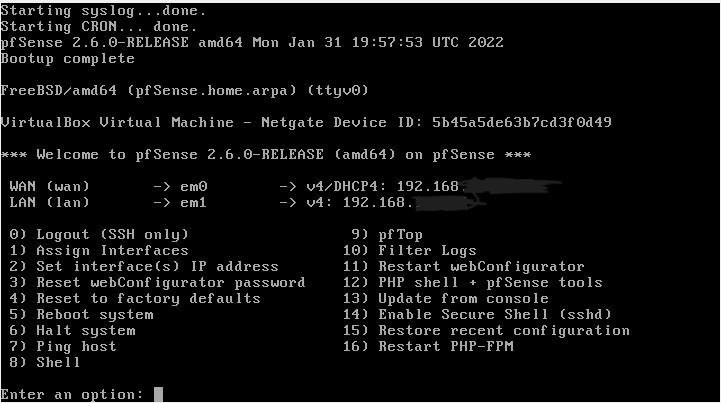 Starting syslog...done.
Starting CRON... done.
pfSense 2.6.0-RELEASE amd64 Mon Jan 31 19:57:53 UTC 2022
Bootup complete
FreeBSD/amd64 (pfSense.home.arpa) (ttyv0)
VirtualBox Virtual Machine - Netgate Device ID: 5b45a5de63b7cd3f0d49
*** Welcome to pfSense 2.6.0-RELEASE (amd64) on pfSense ***
WAN (wan) -> em0 -> v4/DHCP4: 192.168.
LAN (lan) -> em1 -> v4: 192.168.
0) Logout (SSH only) 9) pfTop
1) Assign Interfaces 10) Filter Logs
2) Set interface(s) IP address 11) Restart webConfigurator
3) Reset webConfigurator password 12) PHP shell + pfSense tools
4) Reset to factory defaults 13) Update from console
5) Reboot system 14) Enable Secure Shell (sshd)
6) Halt system 15) Restore recent configuration
7) Ping host 16) Restart PHP-FPM
8) Shell
Enter an option: